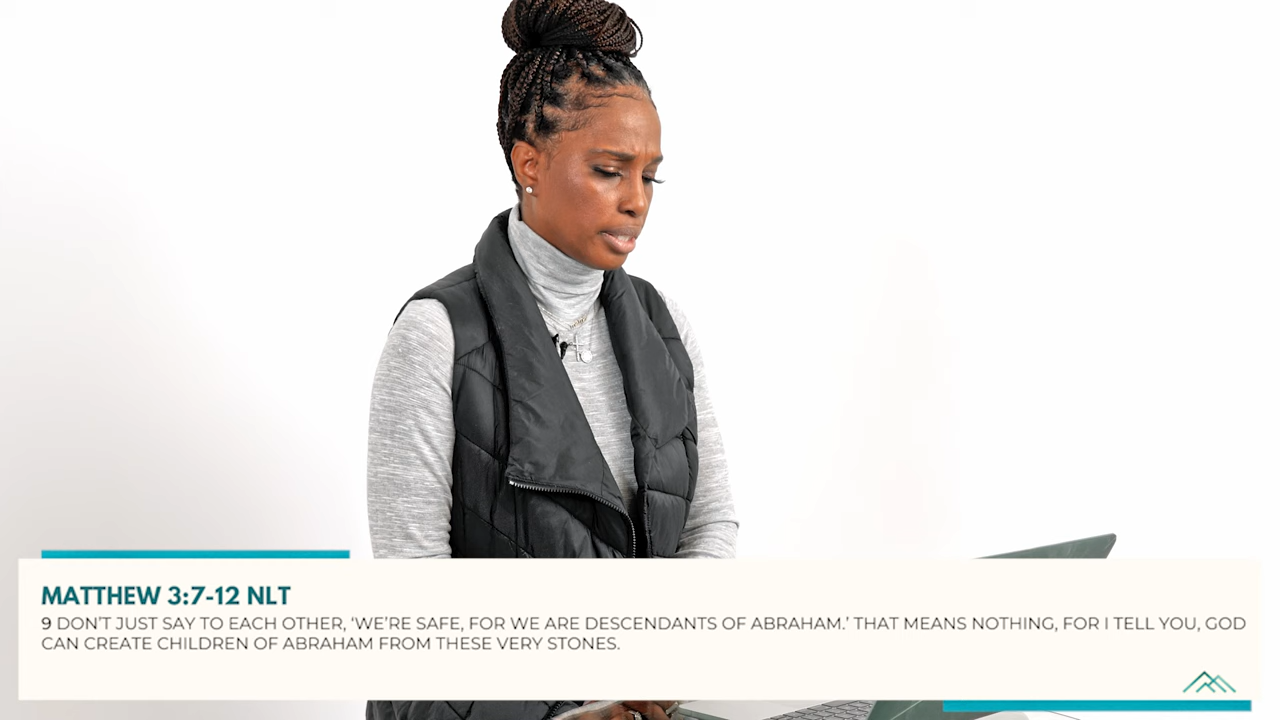 MATTHEW 3:7-12 NLT
9 DON'T JUST SAY TO EACH OTHER, 'WE'RE SAFE, FOR WE ARE DESCENDANTS OF ABRAHAM.' THAT MEANS NOTHING, FOR I TELL YOU, GOD
CAN CREATE CHILDREN OF ABRAHAM FROM THESE VERY STONES.